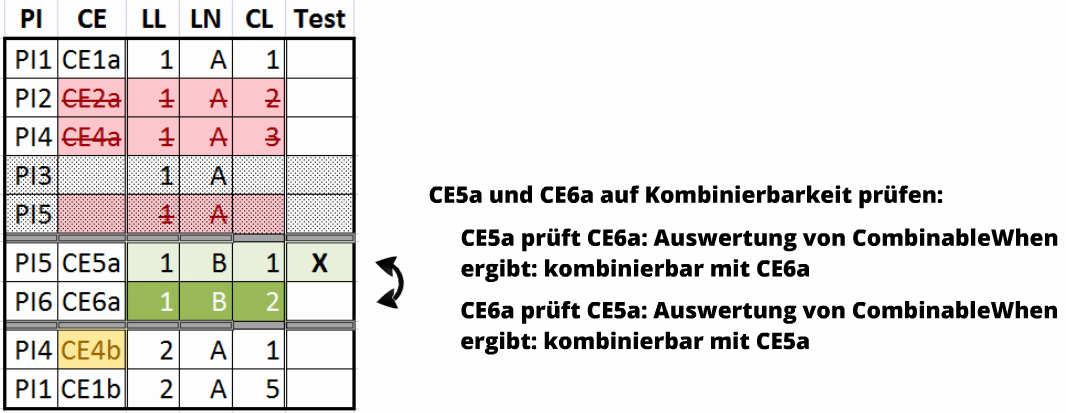 PI CE LL LN CL Test
PI1 CE1a 1 A 1
PI2 CE2a 1 A 2
PI4 CE4a 1 A 3
PI3 1 A
PI5 1 A
PI5 CE5a 1 B 1 X
PI6 CE6a 1 B 2
PI4 CE4b 2 A 1
PI1 CE1b 2 A 5
CE5a und CE6a auf Kombinierbarkeit prüfen:
CE5a prüft CE6a: Auswertung von CombinableWhen
ergibt: kombinierbar mit CE6a
CE6a prüft CE5a: Auswertung von CombinableWhen
ergibt: kombinierbar mit CE5a